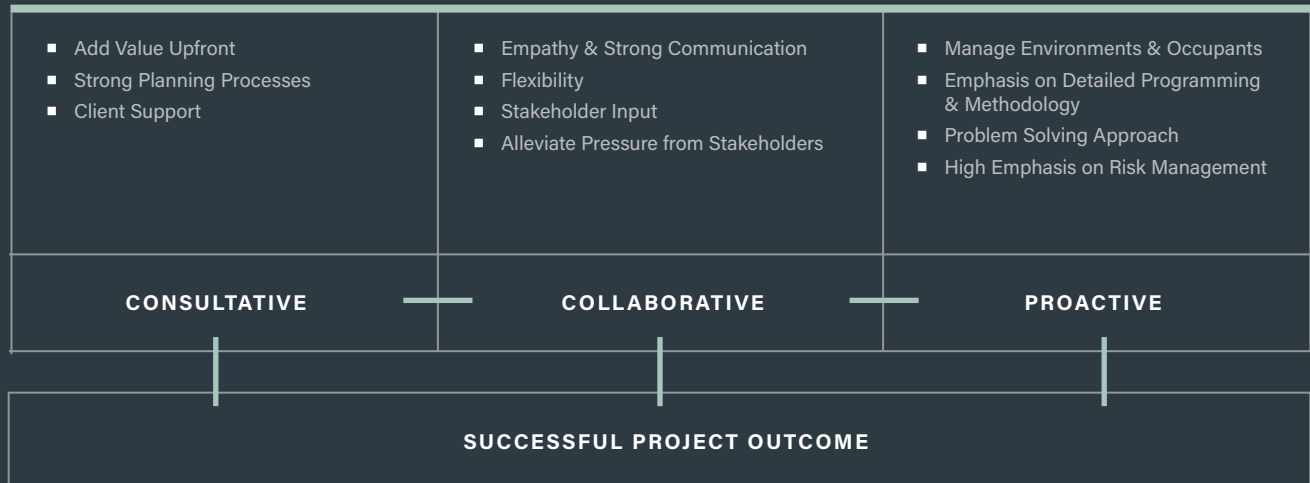 Add Value Upfront
Strong Planning Processes
Client Support
Empathy & Strong Communication
Flexibility
Stakeholder Input
Alleviate Pressure from Stakeholders
Manage Environments & Occupants
Emphasis on Detailed Programming
& Methodology
Problem Solving Approach
High Emphasis on Risk Management
CONSULTATIVE
COLLABORATIVE
PROACTIVE
SUCCESSFUL PROJECT OUTCOME